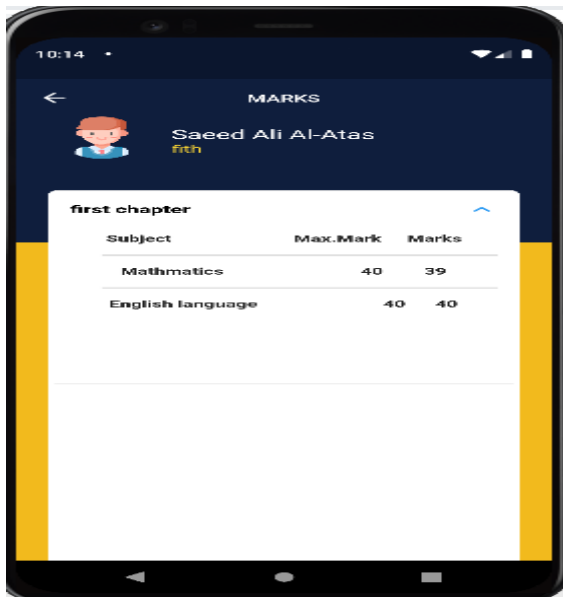 10:14
MARKS
Saeed Ali Al-Atas
fith
first chapter
Subject Max.Mark Marks
Mathmatics 40 39
English language 40 40